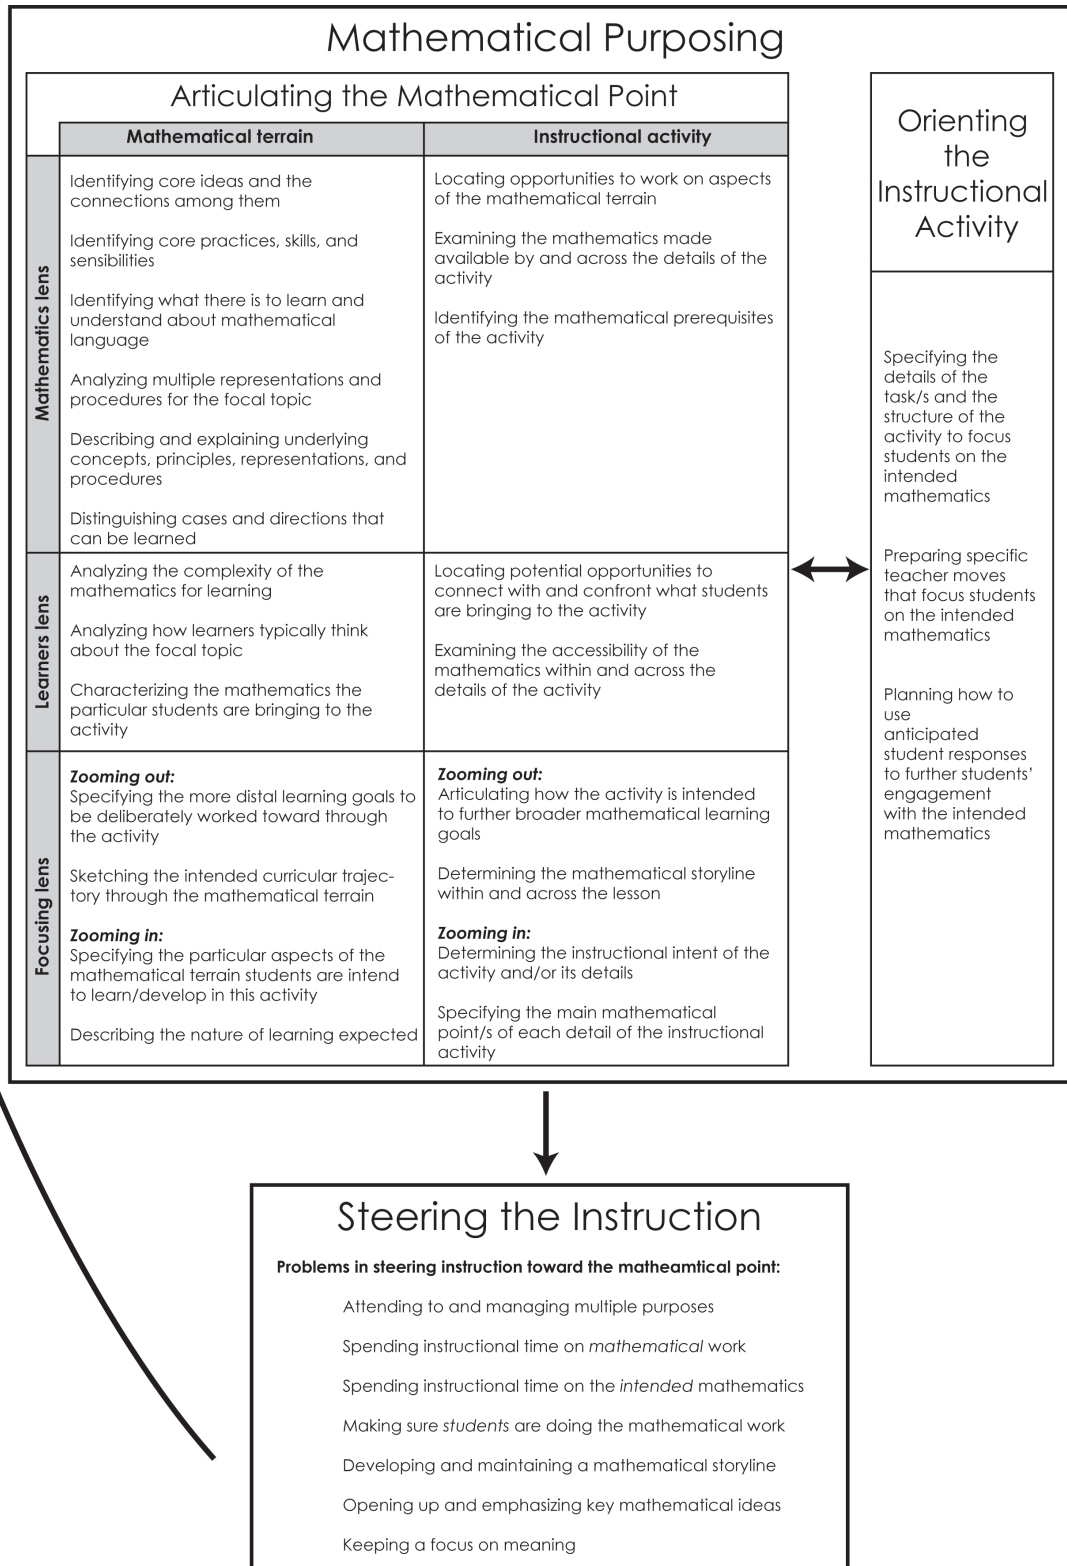 Mathematical Purposing
Articulating the Mathematical Point
Mathematical terrain
Instructional activity
Mathematics lens
Identifying core ideas and the
connections among them
Identifying core practices, skills, and
sensibilities
Identifying what there is to learn and
understand about mathematical
language
Analyzing multiple representations and
procedures for the focal topic
Describing and explaining underlying
concepts, principles, representations, and
procedures
Distinguishing cases and directions that
can be learned
Locating opportunities to work on aspects
of the mathematical terrain
Examining the mathematics made
available by and across the details of the
activity
Identifying the mathematical prerequisites
of the activity
Learners lens
Analyzing the complexity of the
mathematics for learning
Analyzing how learners typically think
about the focal topic
Characterizing the mathematics the
particular students are bringing to the
activity
Locating potential opportunities to
connect with and confront what students
are bringing to the activity
Examining the accessibility of the
mathematics within and across the
details of the activity
Focusing lens
Zooming out:
Specifying the more distal learning goals to
be deliberately worked toward through
the activity
Sketching the intended curricular trajec-
tory through the mathematical terrain
Zooming in:
Specifying the particular aspects of the
mathematical terrain students are intend
to learn/develop in this activity
Describing the nature of learning expected
Zooming out:
Articulating how the activity is intended
to further broader mathematical learning
goals
Determining the mathematical storyline
within and across the lesson
Zooming in:
Determining the instructional intent of the
activity and/or its details
Specifying the main mathematical
point/s of each detail of the instructional
activity
Orienting
the
Instructional
Activity
Specifying the
details of the
task/s and the
structure of the
activity to focus
students on the
intended
mathematics
Preparing specific
teacher moves
that focus students
on the intended
mathematics
Planning how to
use
anticipated
student responses
to further students'
engagement
with the intended
mathematics
Steering the Instruction
Problems in steering instruction toward the matheamtical point:
Attending to and managing multiple purposes
Spending instructional time on mathematical work
Spending instructional time on the intended mathematics
Making sure students are doing the mathematical work
Developing and maintaining a mathematical storyline
Opening up and emphasizing key mathematical ideas
Keeping a focus on meaning